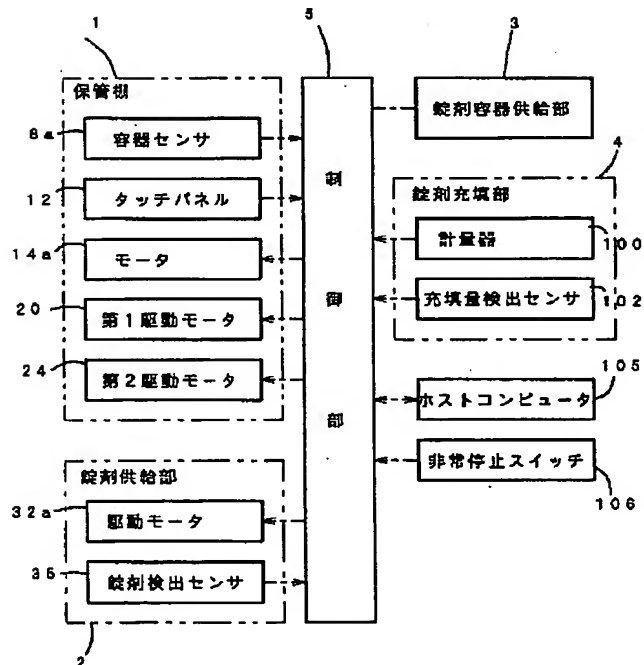 1
5
3
保管棚
錠剤容器供給部
8a
容器センサ
4
12
タッチパネル
制
錠剤充填部
14a
モータ
計量器
100
20
第1駆動モータ
御
充填量検出センサ
102
24
第2駆動モータ
105
部
ホストコンピュータ
錠剤供給部
非常停止スイッチ
32a
駆動モータ
106
35
錠剤検出センサ
2